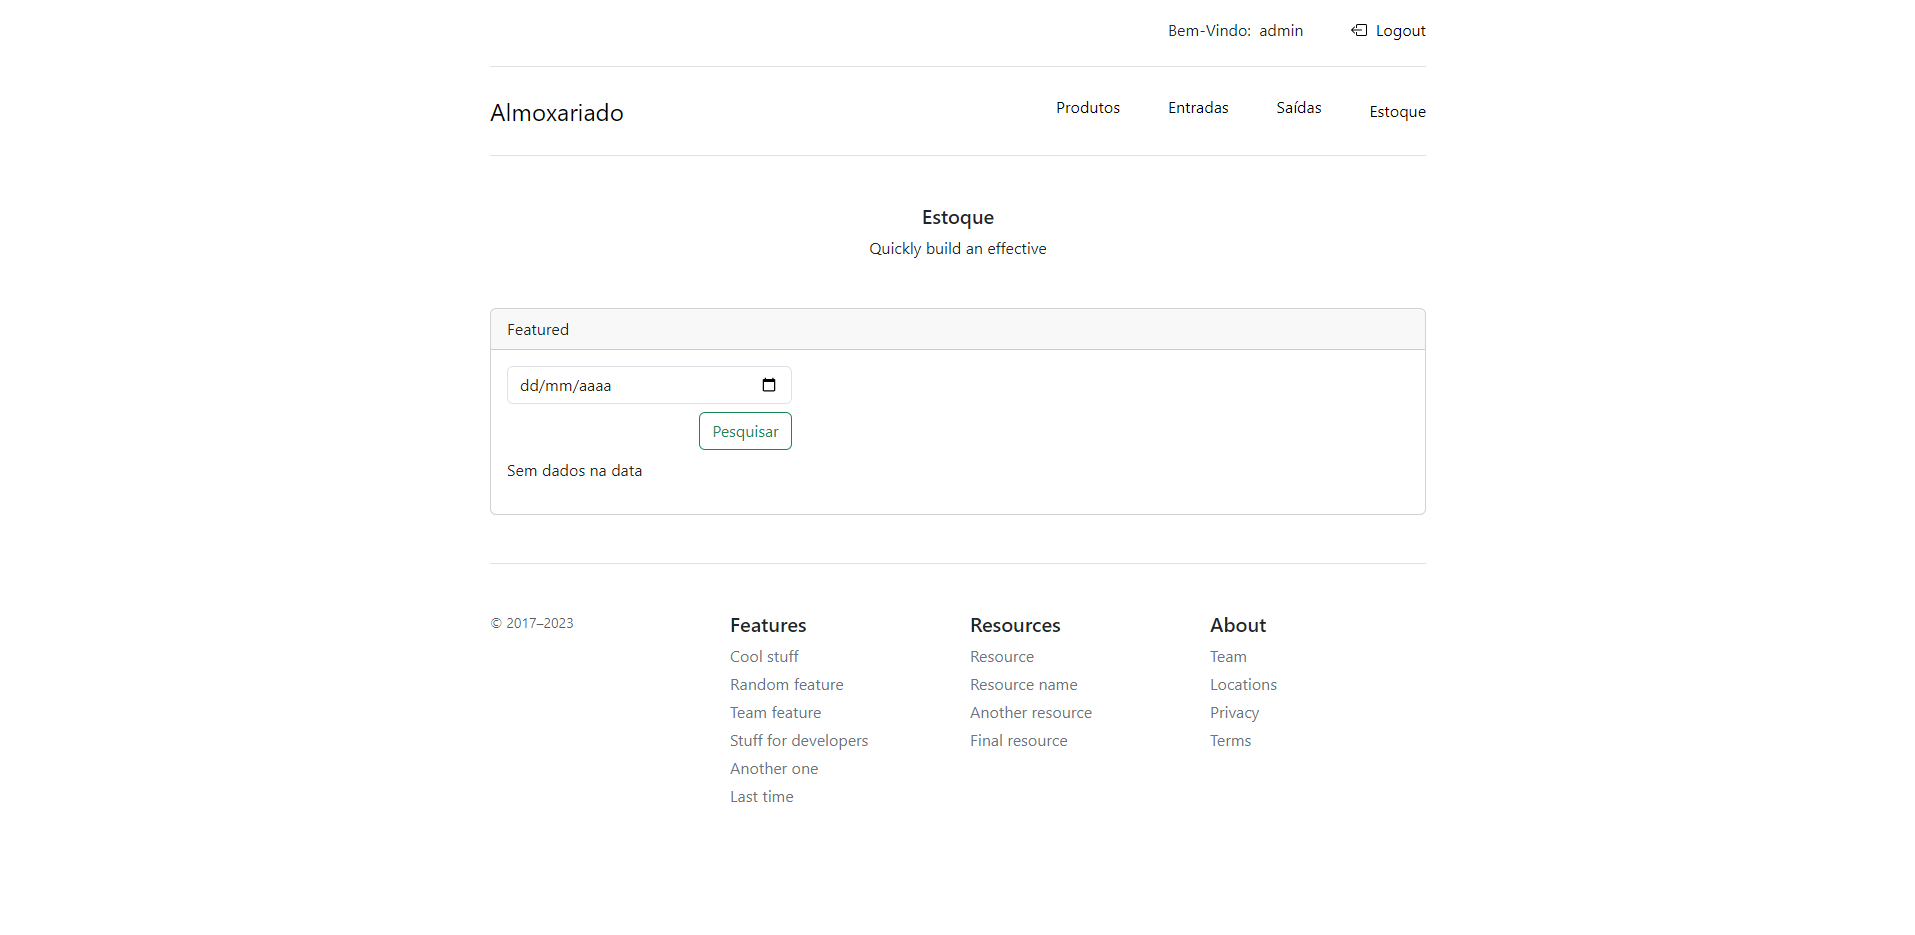 Bem-Vindo: admin Logout
Almoxariado Produtos Entradas Saídas Estoque
Estoque
Quickly build an effective
Featured
dd/mm/aaaa
Pesquisar
Sem dados na data
© 2017–2023
Features
Cool stuff
Random feature
Team feature
Stuff for developers
Another one
Last time
Resources
Resource
Resource name
Another resource
Final resource
About
Team
Locations
Privacy
Terms